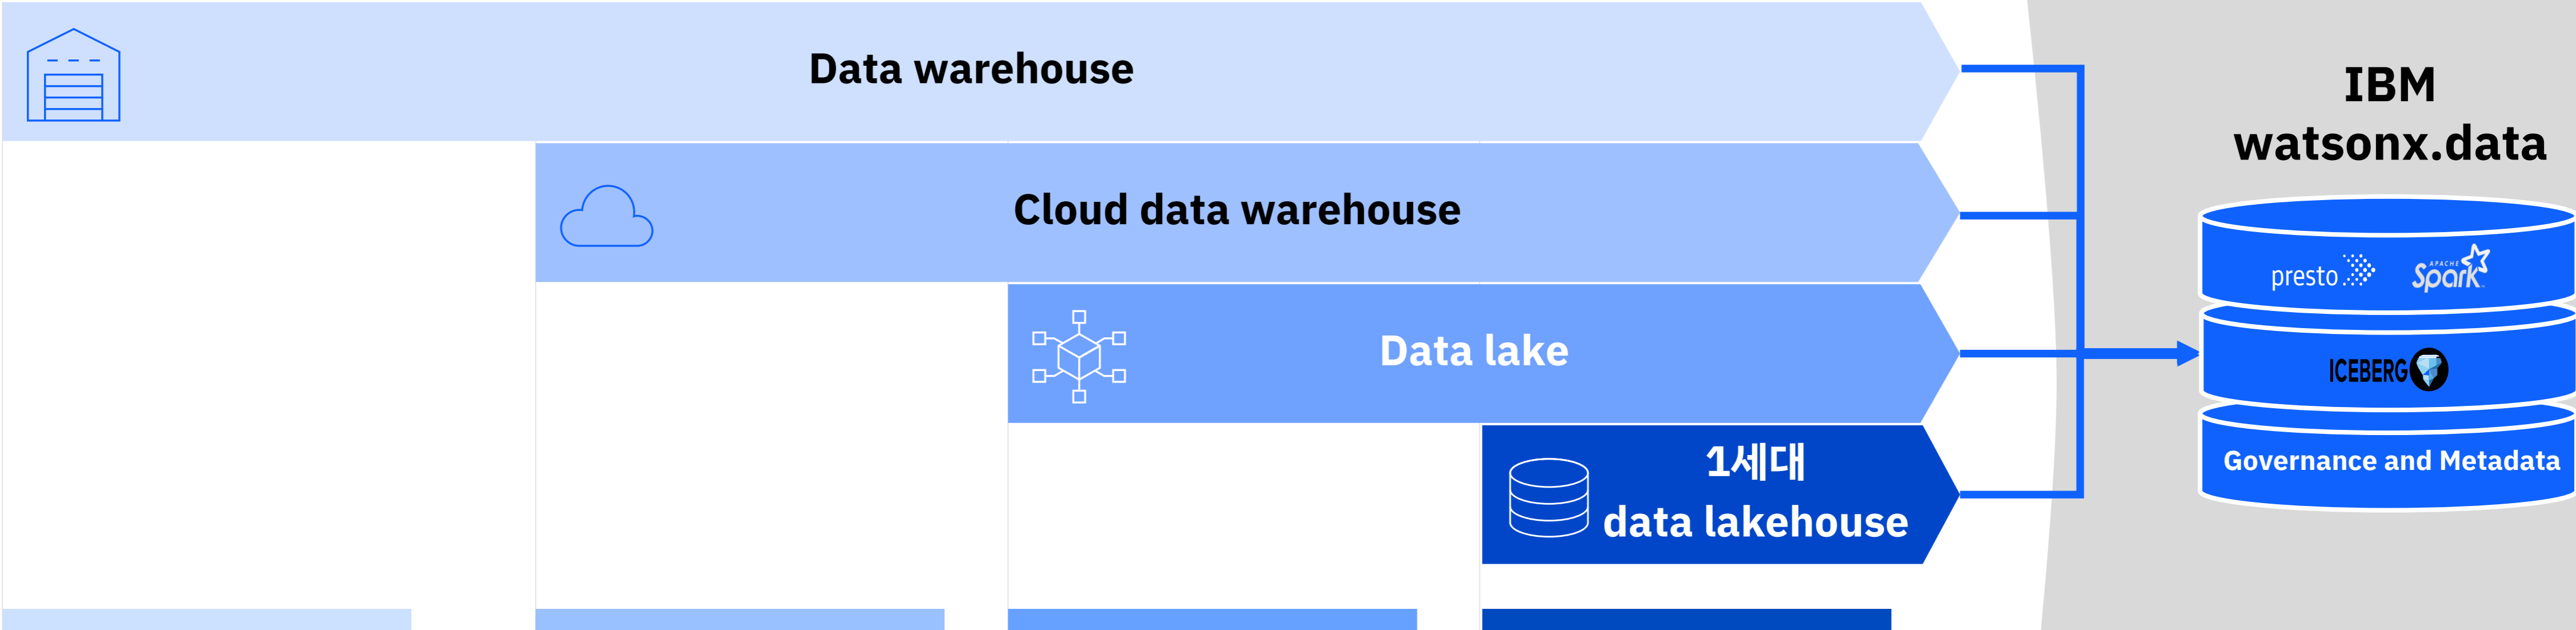 Data warehouse
Cloud data warehouse
Data lake
1세대
data lakehouse
IBM
watsonx.data
presto
APACHE
Spark
ICEBERG
Governance and Metadata